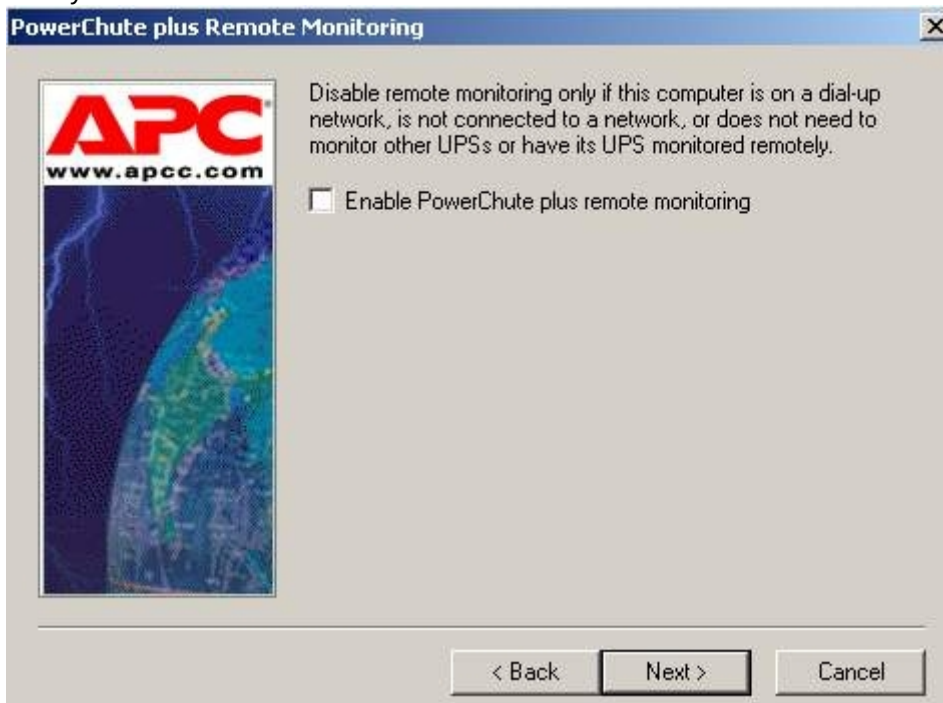 PowerChute plus Remote Monitoring
APC
www.apcc.com
Disable remote monitoring only if this computer is on a dial-up
network, is not connected to a network, or does not need to
monitor other UPSs or have its UPS monitored remotely.
Enable PowerChute plus remote monitoring
< Back
Next >
Cancel